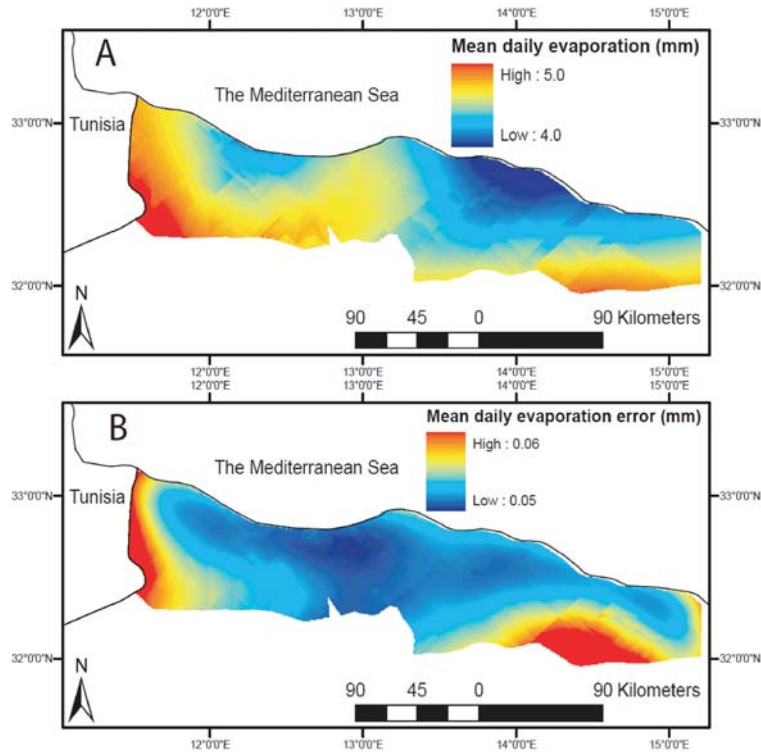 12°0'0"E 13°0'0"E 14°0'0"E 15°0'0"E
A
Mean daily evaporation (mm)
High : 5.0
Low : 4.0
The Mediterranean Sea
33°0'0"N 33°0'0"N
Tunisia
32°0'0"N 32°0'0"N
N
90 45 0 90 Kilometers
12°0'0"E 13°0'0"E 14°0'0"E 15°0'0"E
12°0'0"E 13°0'0"E 14°0'0"E 15°0'0"E
B
Mean daily evaporation error (mm)
High : 0.06
Low : 0.05
The Mediterranean Sea
33°0'0"N 33°0'0"N
Tunisia
32°0'0"N 32°0'0"N
N
90 45 0 90 Kilometers
12°0'0"E 13°0'0"E 14°0'0"E 15°0'0"E